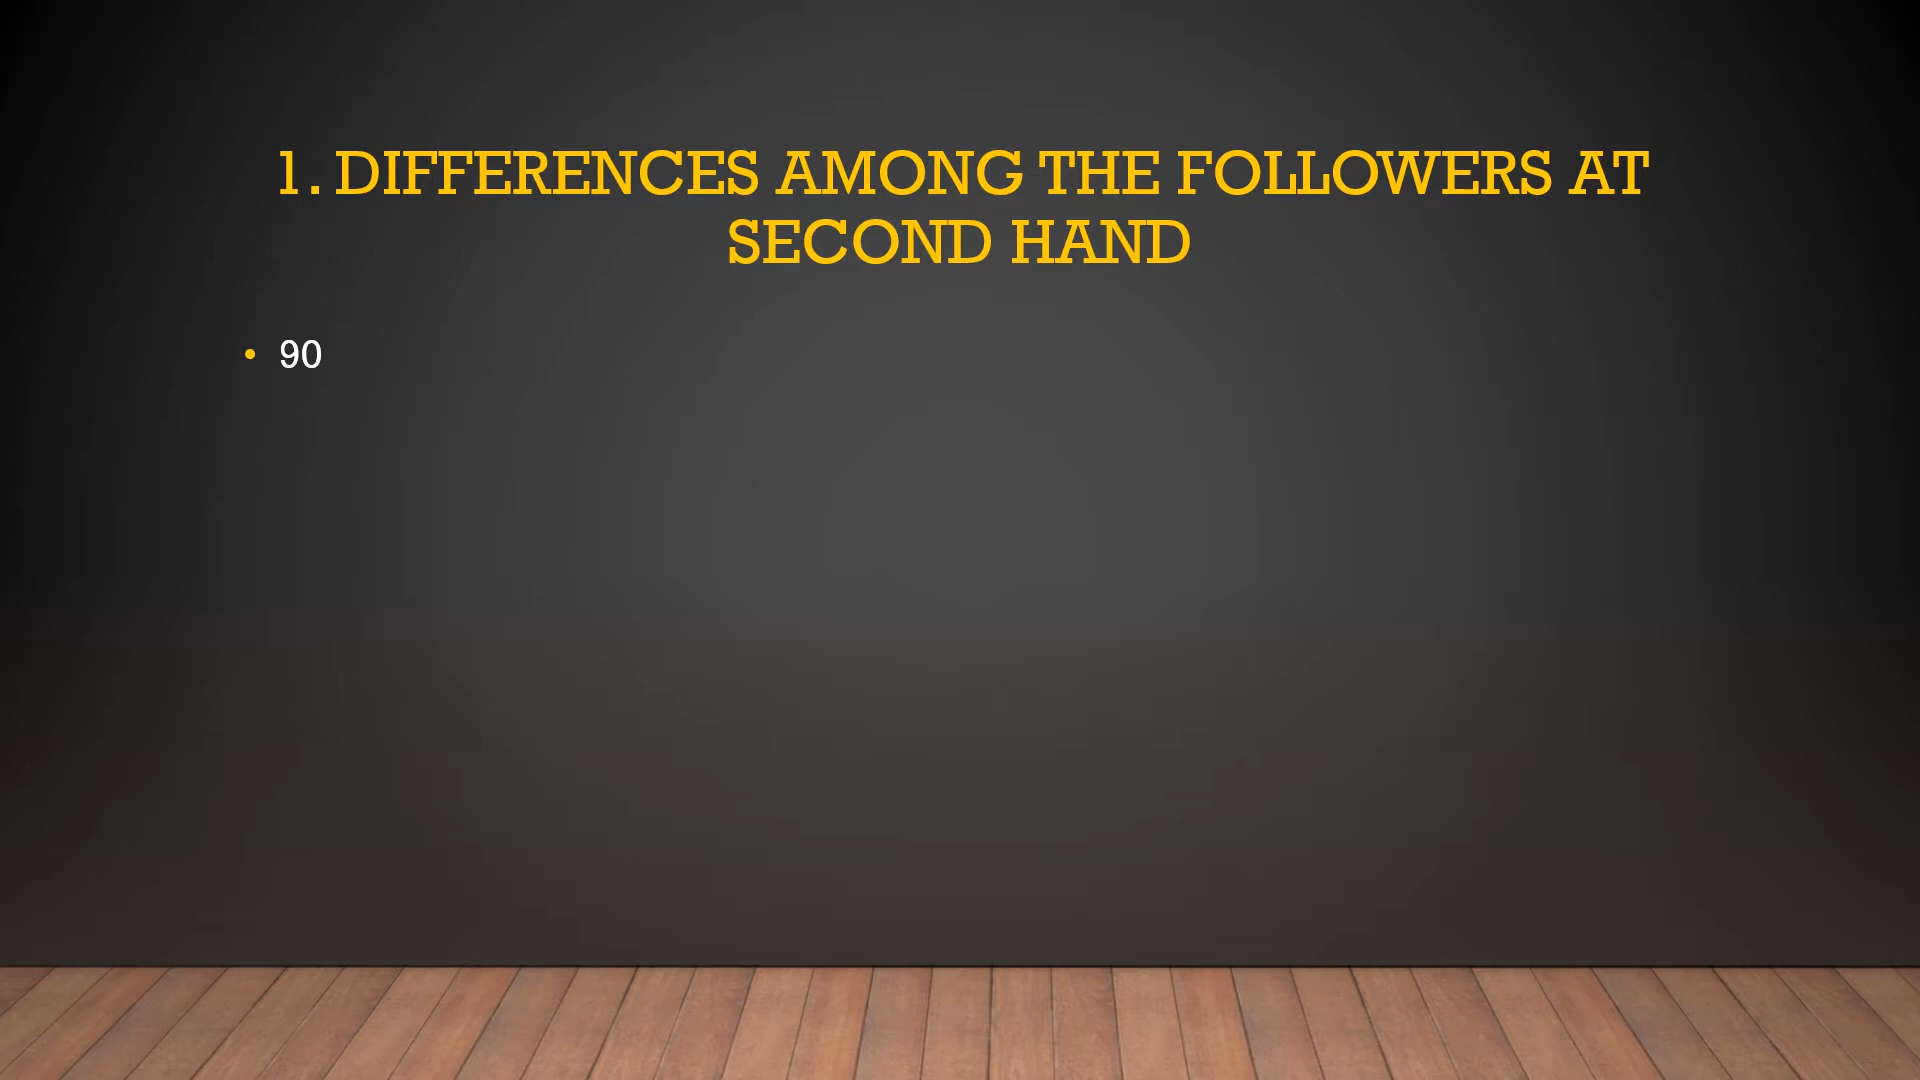 1. DIFFERENCES AMONG THE FOLLOWERS AT
SECOND HAND
• 90